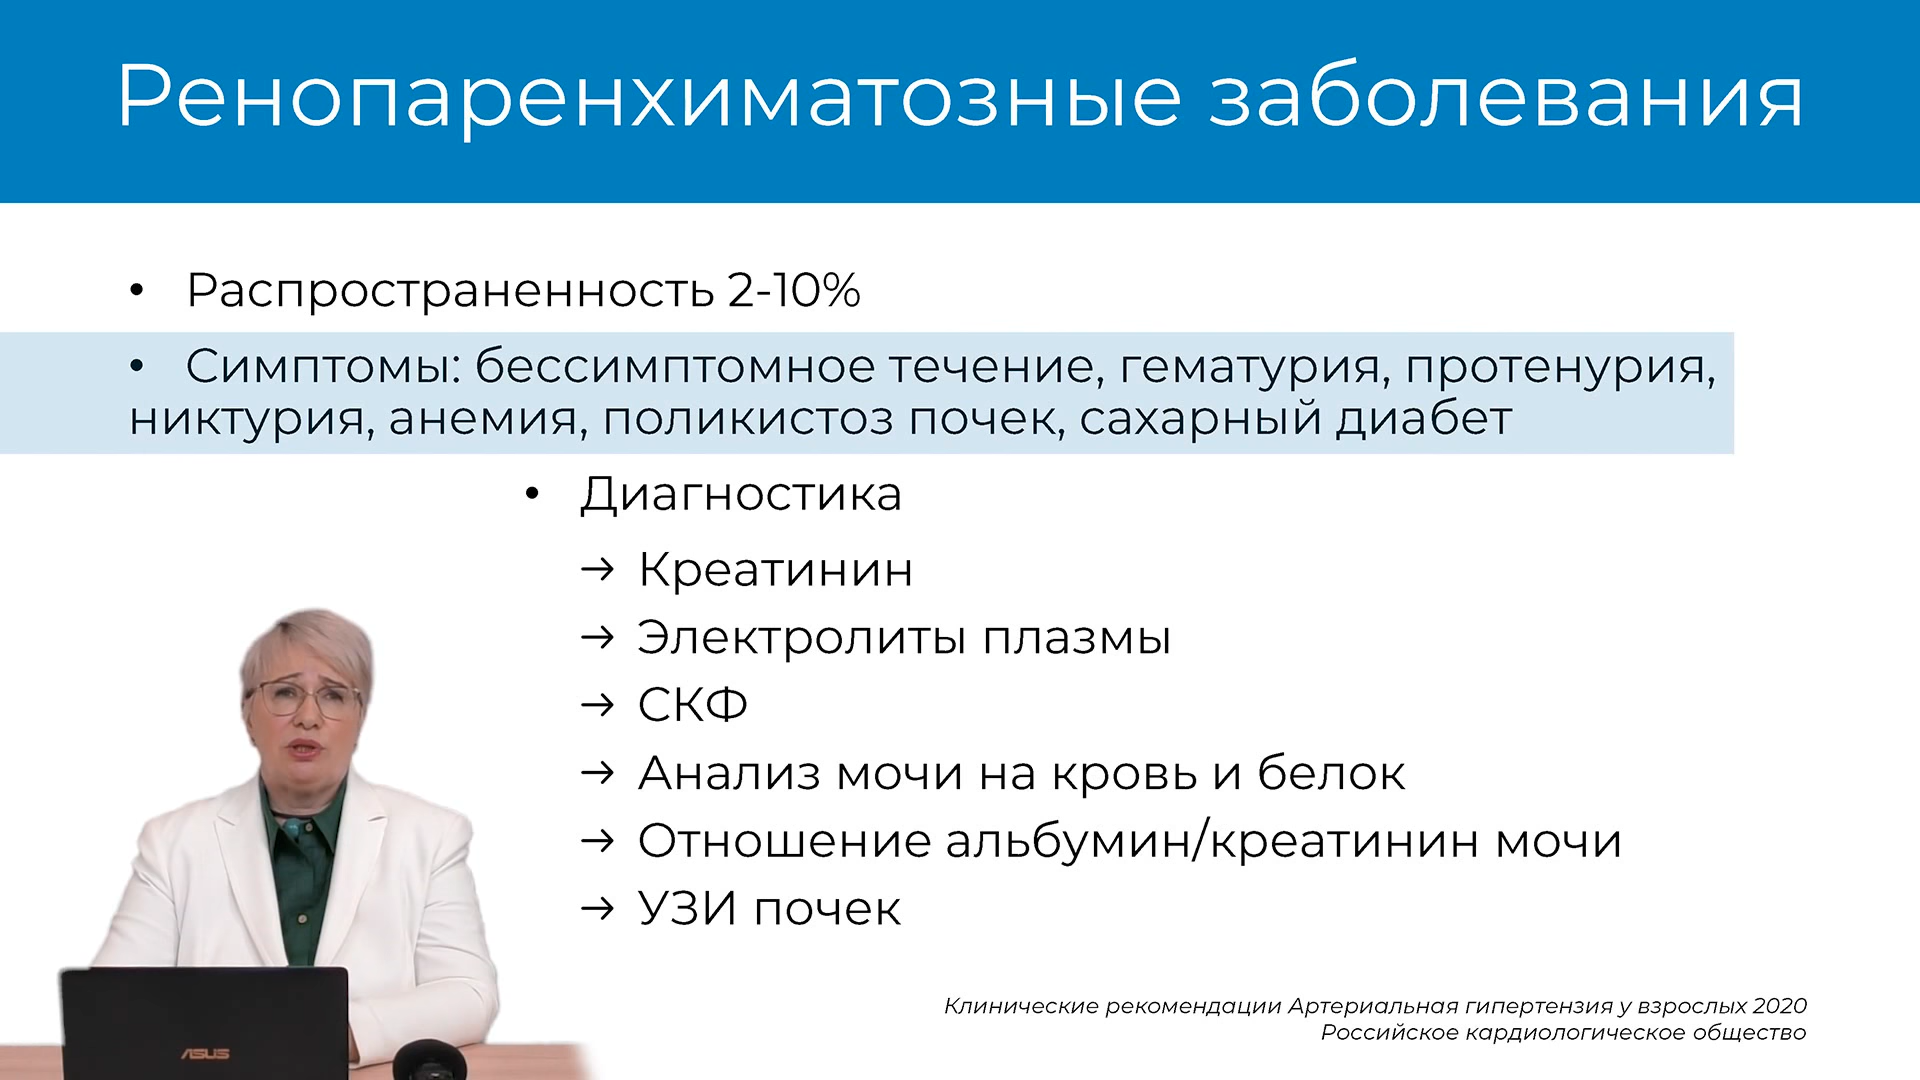 Ренопаренхиматозные заболевания
• Распространенность 2-10%
• Симптомы: бессимптомное течение, гематурия, протенурия,
никтурия, анемия, поликистоз почек, сахарный диабет
• Диагностика
→ Креатинин
→ Электролиты плазмы
→ СКФ
→ Анализ мочи на кровь и белок
→ Отношение альбумин/креатинин мочи
→ УЗИ почек
ASUS
Клинические рекомендации Артериальная гипертензия у взрослых 2020
Российское кардиологическое общество